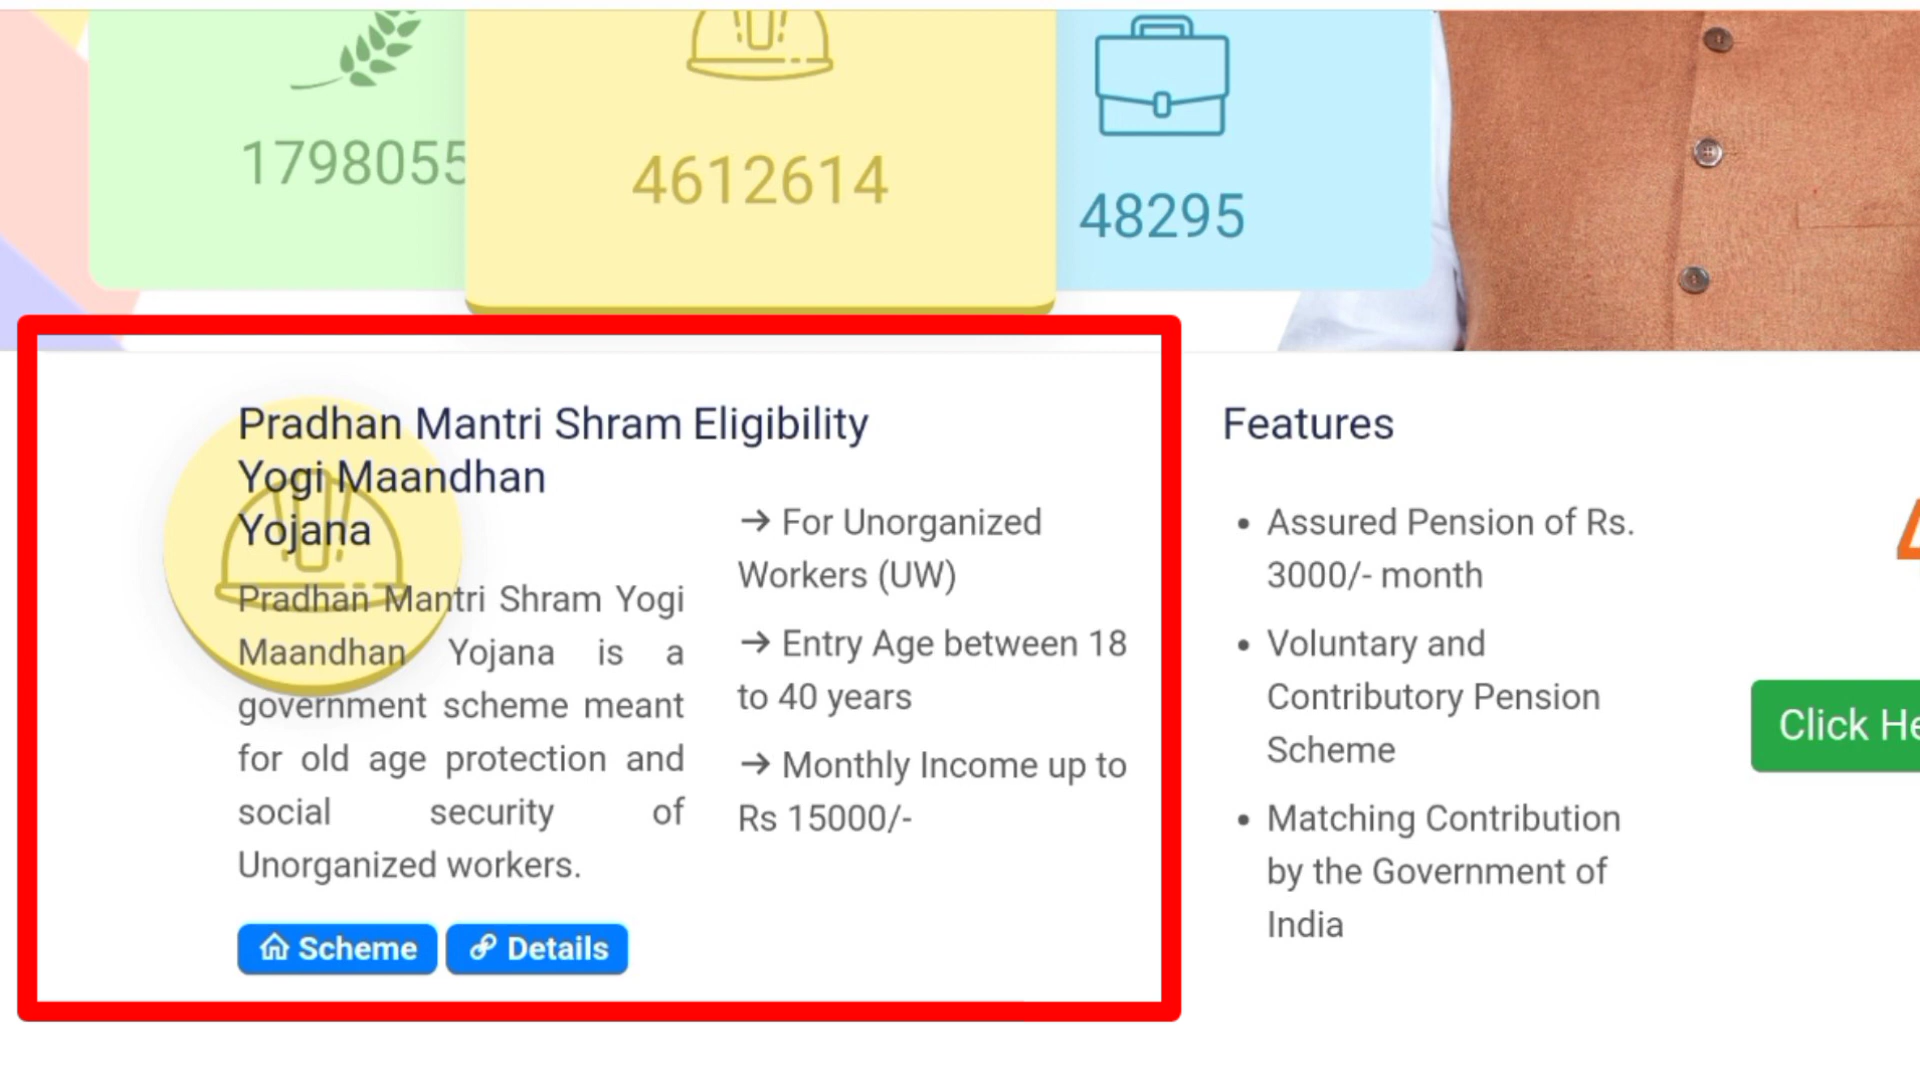 1798055
4612614
48295
Pradhan Mantri Shram
Yogi Maandhan
Yojana
Pradhan Mantri Shram Yogi
Maandhan Yojana is a
government scheme meant
for old age protection and
social security of
Unorganized workers.
Scheme
Details
Eligibility
→ For Unorganized
Workers (UW)
→ Entry Age between 18
to 40 years
→ Monthly Income up to
Rs 15000/-
Features
• Assured Pension of Rs.
3000/- month
• Voluntary and
Contributory Pension
Scheme
• Matching Contribution
by the Government of
India
Click He